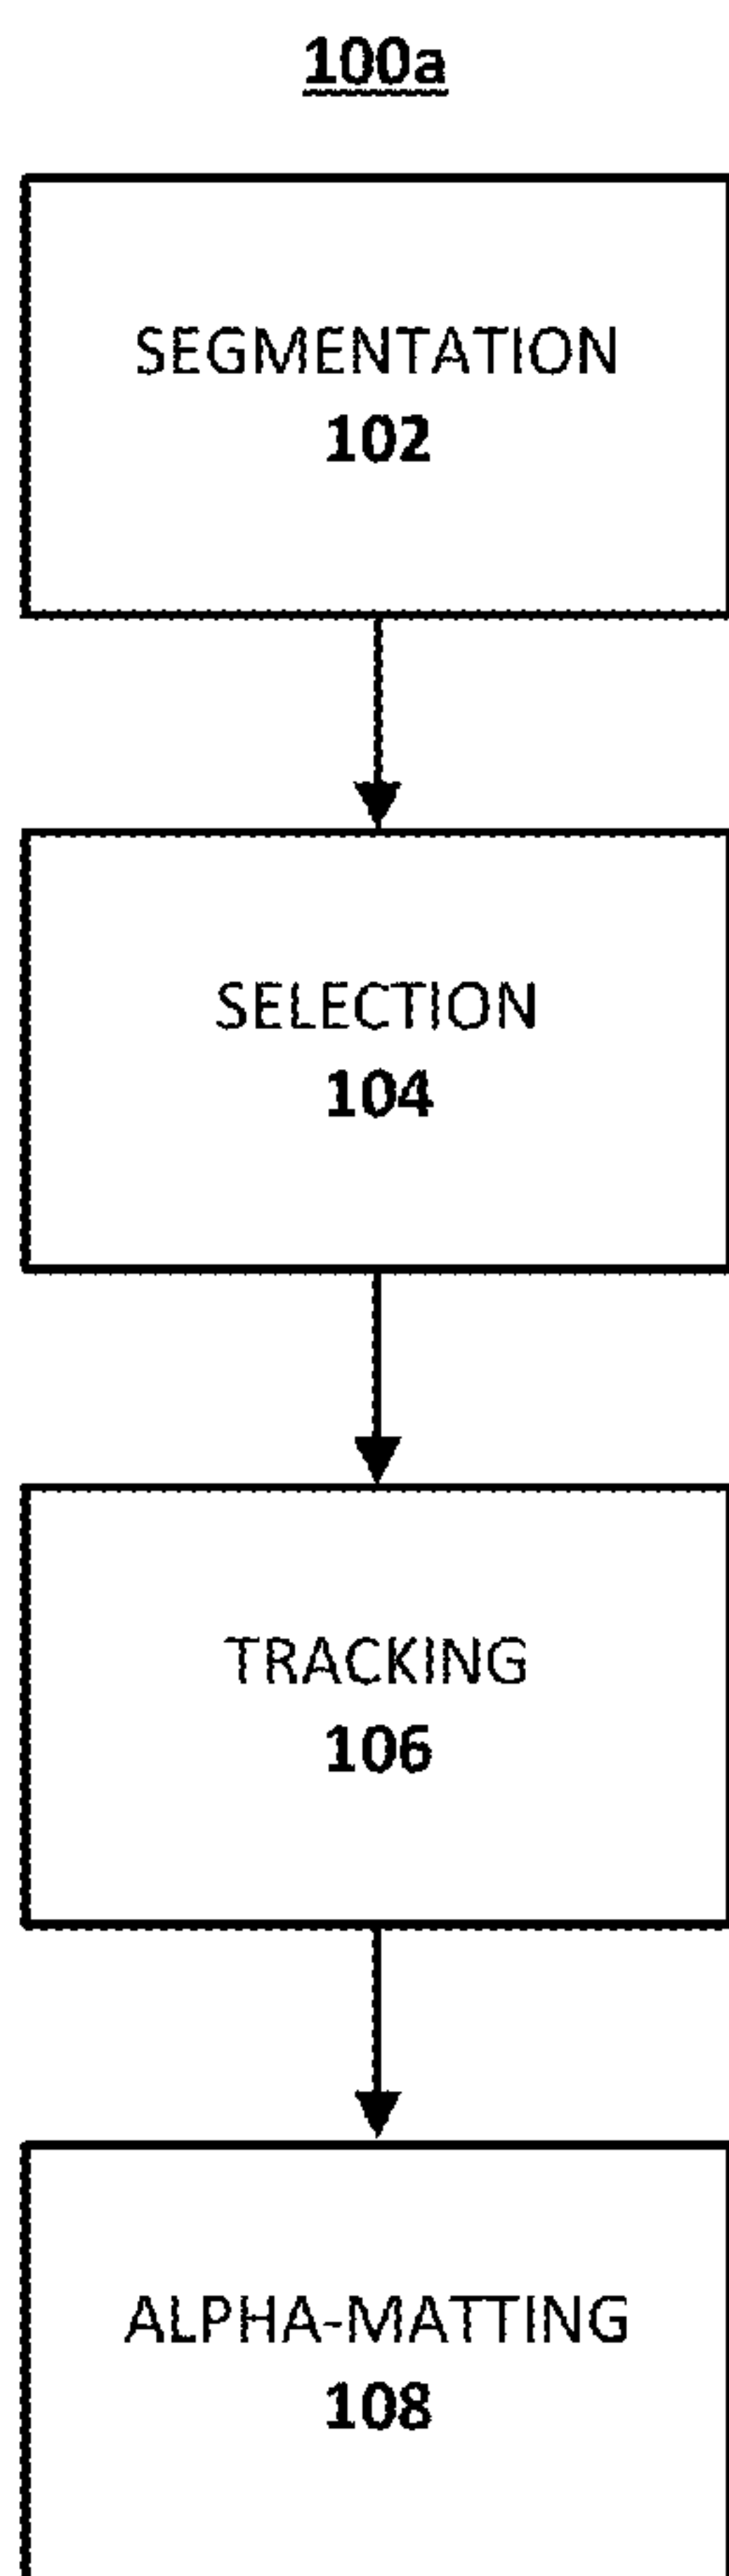 100a
SEGMENTATION
102
SELECTION
104
TRACKING
106
ALPHA-MATTING
108